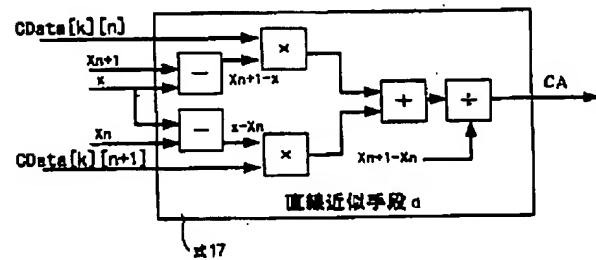 CData[k][n]
×
Xn+1
x
−
Xn+1-x
+
÷
CA
−
x-Xn
Xn
×
Xn+1-Xn
CData[k][n+1]
直線近似手段 d
式17